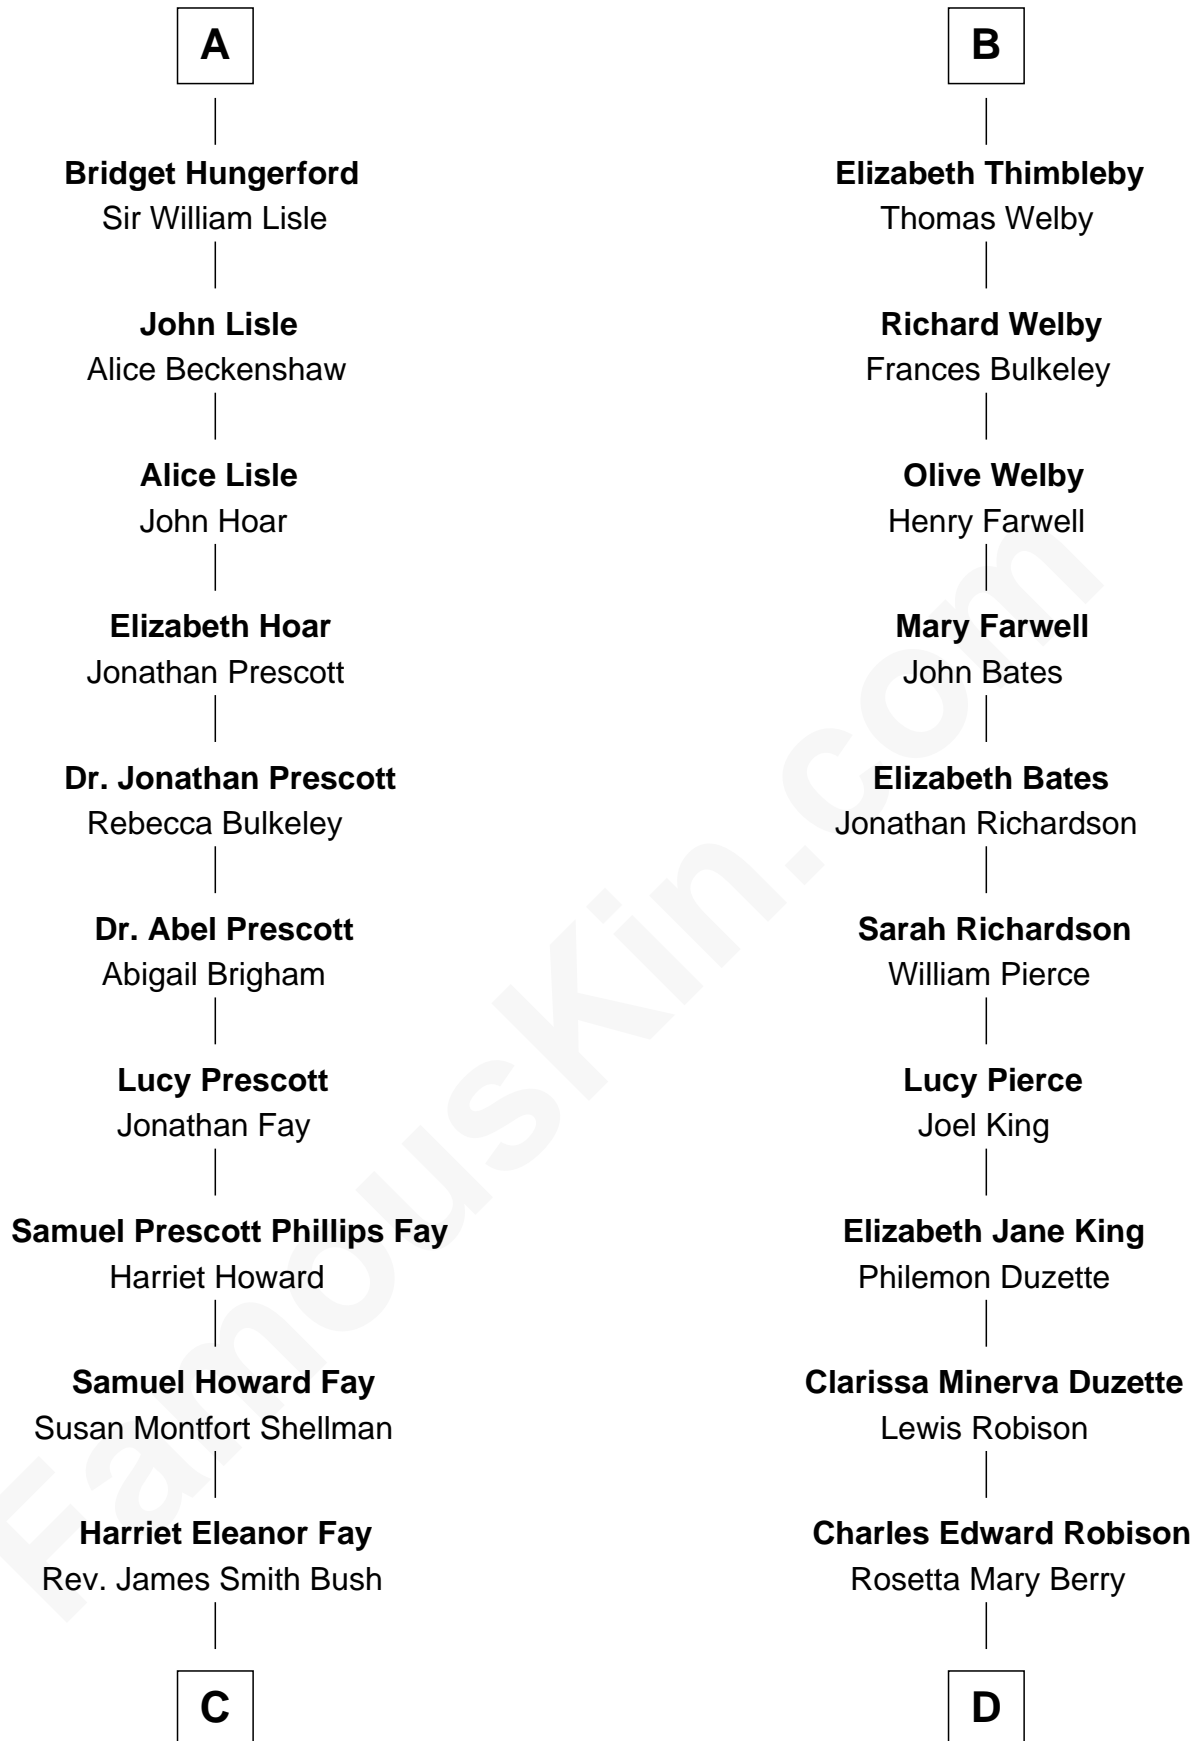 A
Bridget Hungerford
Sir William Lisle
John Lisle
Alice Beckenshaw
Alice Lisle
John Hoar
Elizabeth Hoar
Jonathan Prescott
Dr. Jonathan Prescott
Rebecca Bulkeley
Dr. Abel Prescott
Abigail Brigham
Lucy Prescott
Jonathan Fay
Samuel Prescott Phillips Fay
Harriet Howard
Samuel Howard Fay
Susan Montfort Shellman
Harriet Eleanor Fay
Rev. James Smith Bush
C
B
Elizabeth Thimbleby
Thomas Welby
Richard Welby
Frances Bulkeley
Olive Welby
Henry Farwell
Mary Farwell
John Bates
Elizabeth Bates
Jonathan Richardson
Sarah Richardson
William Pierce
Lucy Pierce
Joel King
Elizabeth Jane King
Philemon Duzette
Clarissa Minerva Duzette
Lewis Robison
Charles Edward Robison
Rosetta Mary Berry
D
FamousKin.com